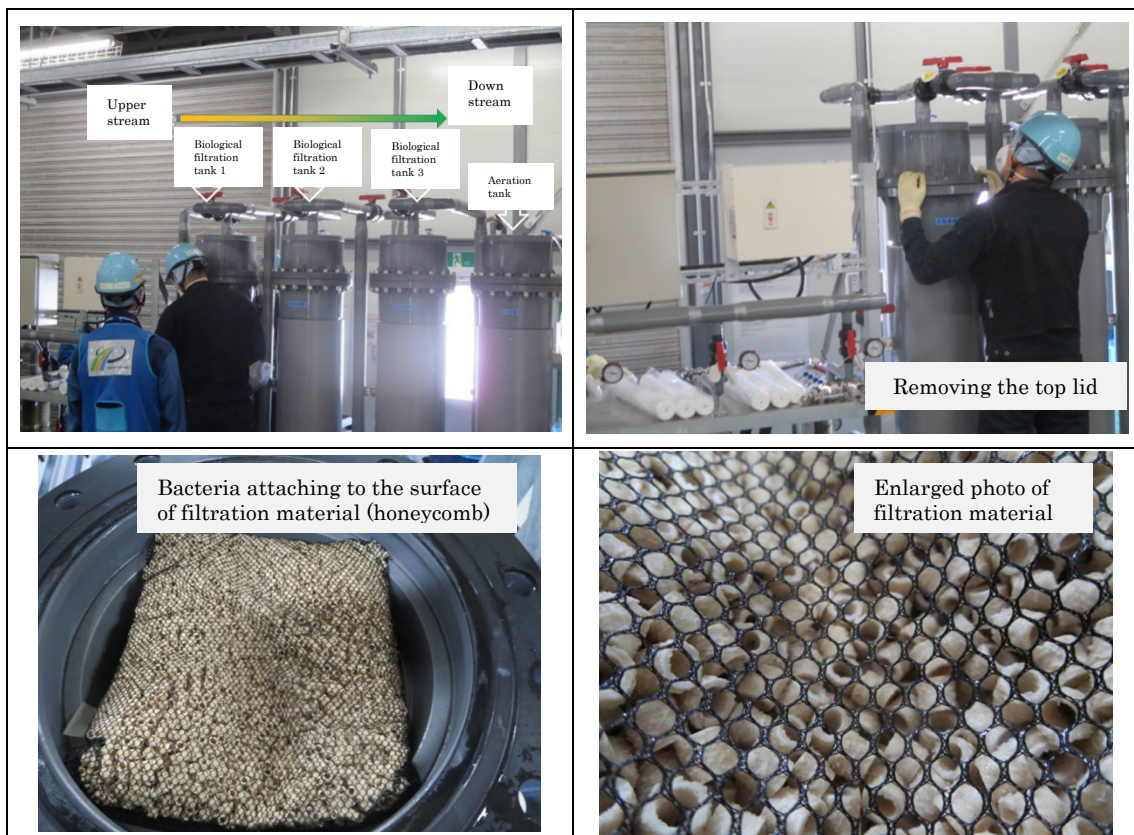 Upper
stream
Down
stream
Biological
filtration
tank 1
Biological
filtration
tank 2
Biological
filtration
tank 3
Aeration
tank
Removing the top lid
Bacteria attaching to the surface
of filtration material (honeycomb)
Enlarged photo of
filtration material